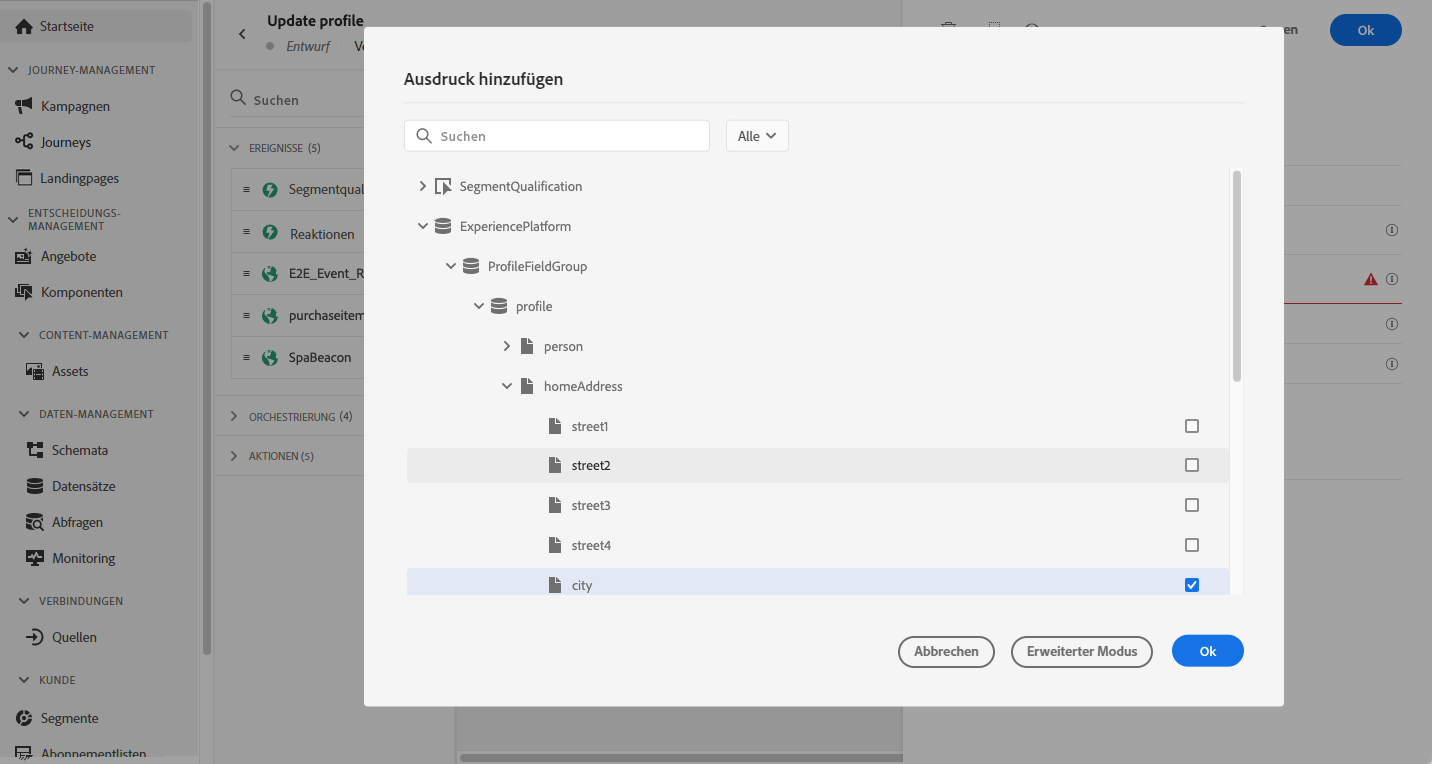 Startseite
JOURNEY-MANAGEMENT
Kampagnen
Journeys
Landingpages
ENTSCHEIDUNGS-
MANAGEMENT
Angebote
Komponenten
CONTENT-MANAGEMENT
Assets
DATEN-MANAGEMENT
Schemata
Datensätze
Abfragen
Monitoring
VERBINDUNGEN
Quellen
KUNDE
Segmente
Abonnementlisten
Update profile
Entwurf
Suchen
EREIGNISSE (5)
Segmentqual
Reaktionen
E2E_Event_R
purchaseitem
SpaBeacon
ORCHESTRIERUNG (4)
AKTIONEN (5)
Ok
Ausdruck hinzufügen
Suchen
Alle
SegmentQualification
ExperiencePlatform
ProfileFieldGroup
profile
person
homeAddress
street1
street2
street3
street4
city
Abbrechen
Erweiterter Modus
Ok